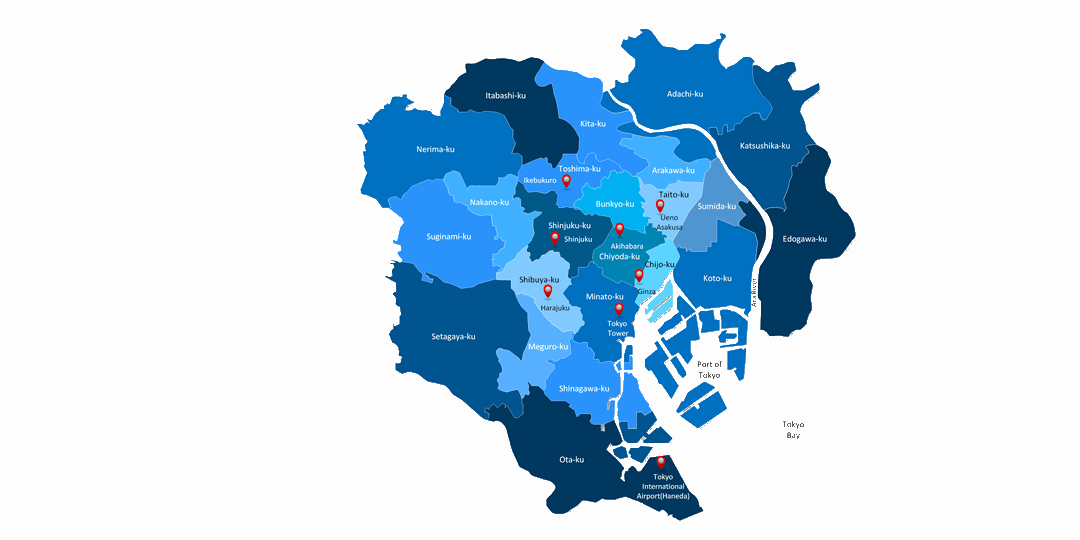 Adachi-ku
Itabashi-ku
Kita-ku
Katsushika-ku
Nerima-ku
Toshima-ku
Arakawa-ku
Ikebukuro
Taito-ku
Nakano-ku
Bunkyo-ku
Sumida-ku
Ueno
Asakusa
Shinjuku-ku
Shinjuku
Suginami-ku
Edogawa-ku
Akihabara
Chiyoda-ku
Chijo-ku
Shibuya-ku
Koto-ku
Ginza
Minato-ku
Harajuku
Tokyo
Tower
Setagaya-ku
Meguro-ku
Port of
Tokyo
Shinagawa-ku
Tokyo
Bay
Ota-ku
Tokyo
International
Airport(Haneda)